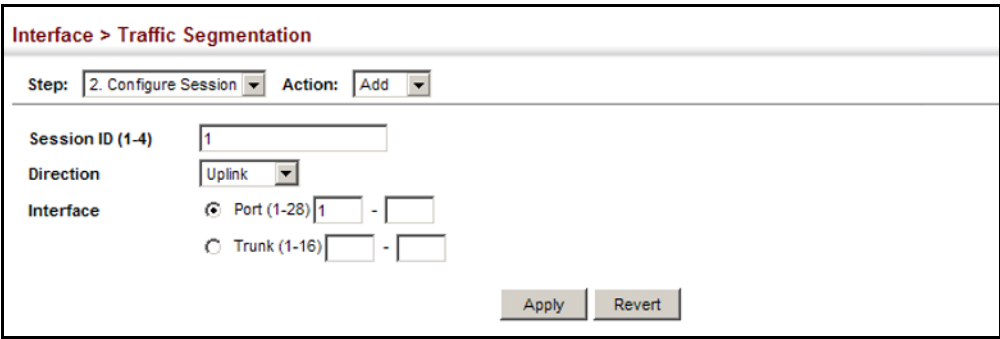 Interface > Traffic Segmentation
Step: 2. Configure Session Action: Add
Session ID (1-4) 1
Direction Uplink
Interface Port (1-28) 1 -
Trunk (1-16) -
Apply Revert